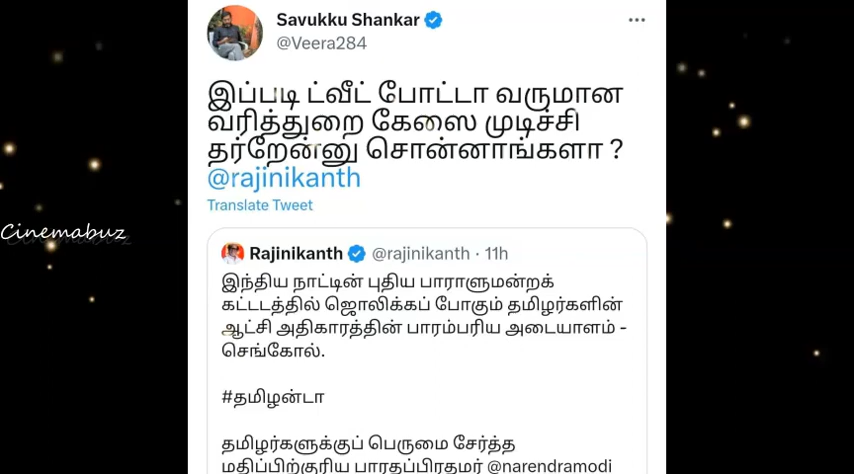 Savukku Shankar
@Veera284
இப்படி ட்வீட் போட்டா வருமான
வரித்துறை கேஸை முடிச்சி
தர்றேன்னு சொன்னாங்களா ?
@rajinikanth
Translate Tweet
Cinemabuz
Rajinikanth @rajinikanth · 11h
இந்திய நாட்டின் புதிய பாராளுமன்றக்
கட்டடத்தில் ஜொலிக்கப் போகும் தமிழர்களின்
ஆட்சி அதிகாரத்தின் பாரம்பரிய அடையாளம் -
செங்கோல்.
#தமிழன்டா
தமிழர்களுக்குப் பெருமை சேர்த்த
மதிப்பிற்குரிய பாரதப்பிரதமர் @narendramodi